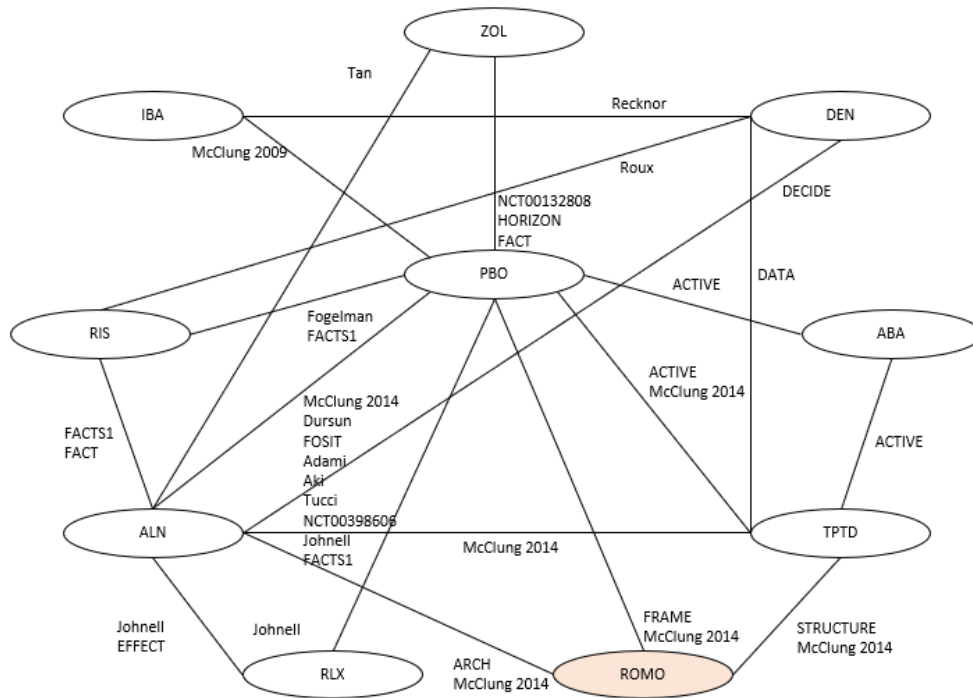 ZOL
Tan
IBA
Recknor
DEN
McClung 2009
Roux
DECIDE
NCT00132808
HORIZON
FACT
PBO
ACTIVE
DATA
RIS
Fogelman
FACTS1
ABA
ACTIVE
McClung 2014
McClung 2014
Dursun
FOSIT
Adami
Aki
Tucci
NCT00398606
Johnell
FACTS1
FACTS1
FACT
ACTIVE
ALN
McClung 2014
TPTD
Johnell
EFFECT
Johnell
FRAME
McClung 2014
STRUCTURE
McClung 2014
RLX
ARCH
McClung 2014
ROMO